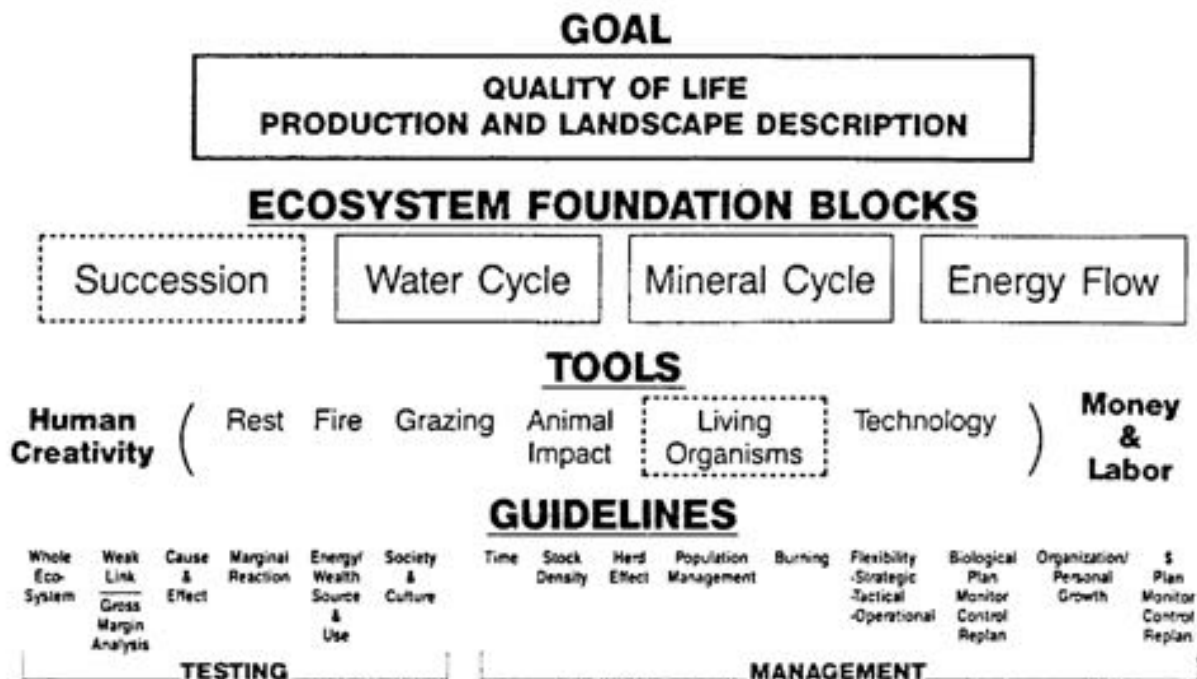 GOAL
QUALITY OF LIFE
PRODUCTION AND LANDSCAPE DESCRIPTION
ECOSYSTEM FOUNDATION BLOCKS
Succession
Water Cycle
Mineral Cycle
Energy Flow
TOOLS
Human
Creativity
(
Rest
Fire
Grazing
Animal
Impact
Living
Organisms
Technology
)
Money
&
Labor
GUIDELINES
Whole
Eco-
System
Weak
Link
Gross
Margin
Analysis
Cause
&
Effect
Marginal
Reaction
Energy/
Wealth
Source
&
Use
Society
&
Culture
TESTING
Time
Stock
Density
Herd
Effect
Population
Management
Burning
Flexibility
-Strategic
-Tactical
-Operational
Biological
Plan
Monitor
Control
Replan
Organization/
Personal
Growth
$
Plan
Monitor
Control
Replan
MANAGEMENT